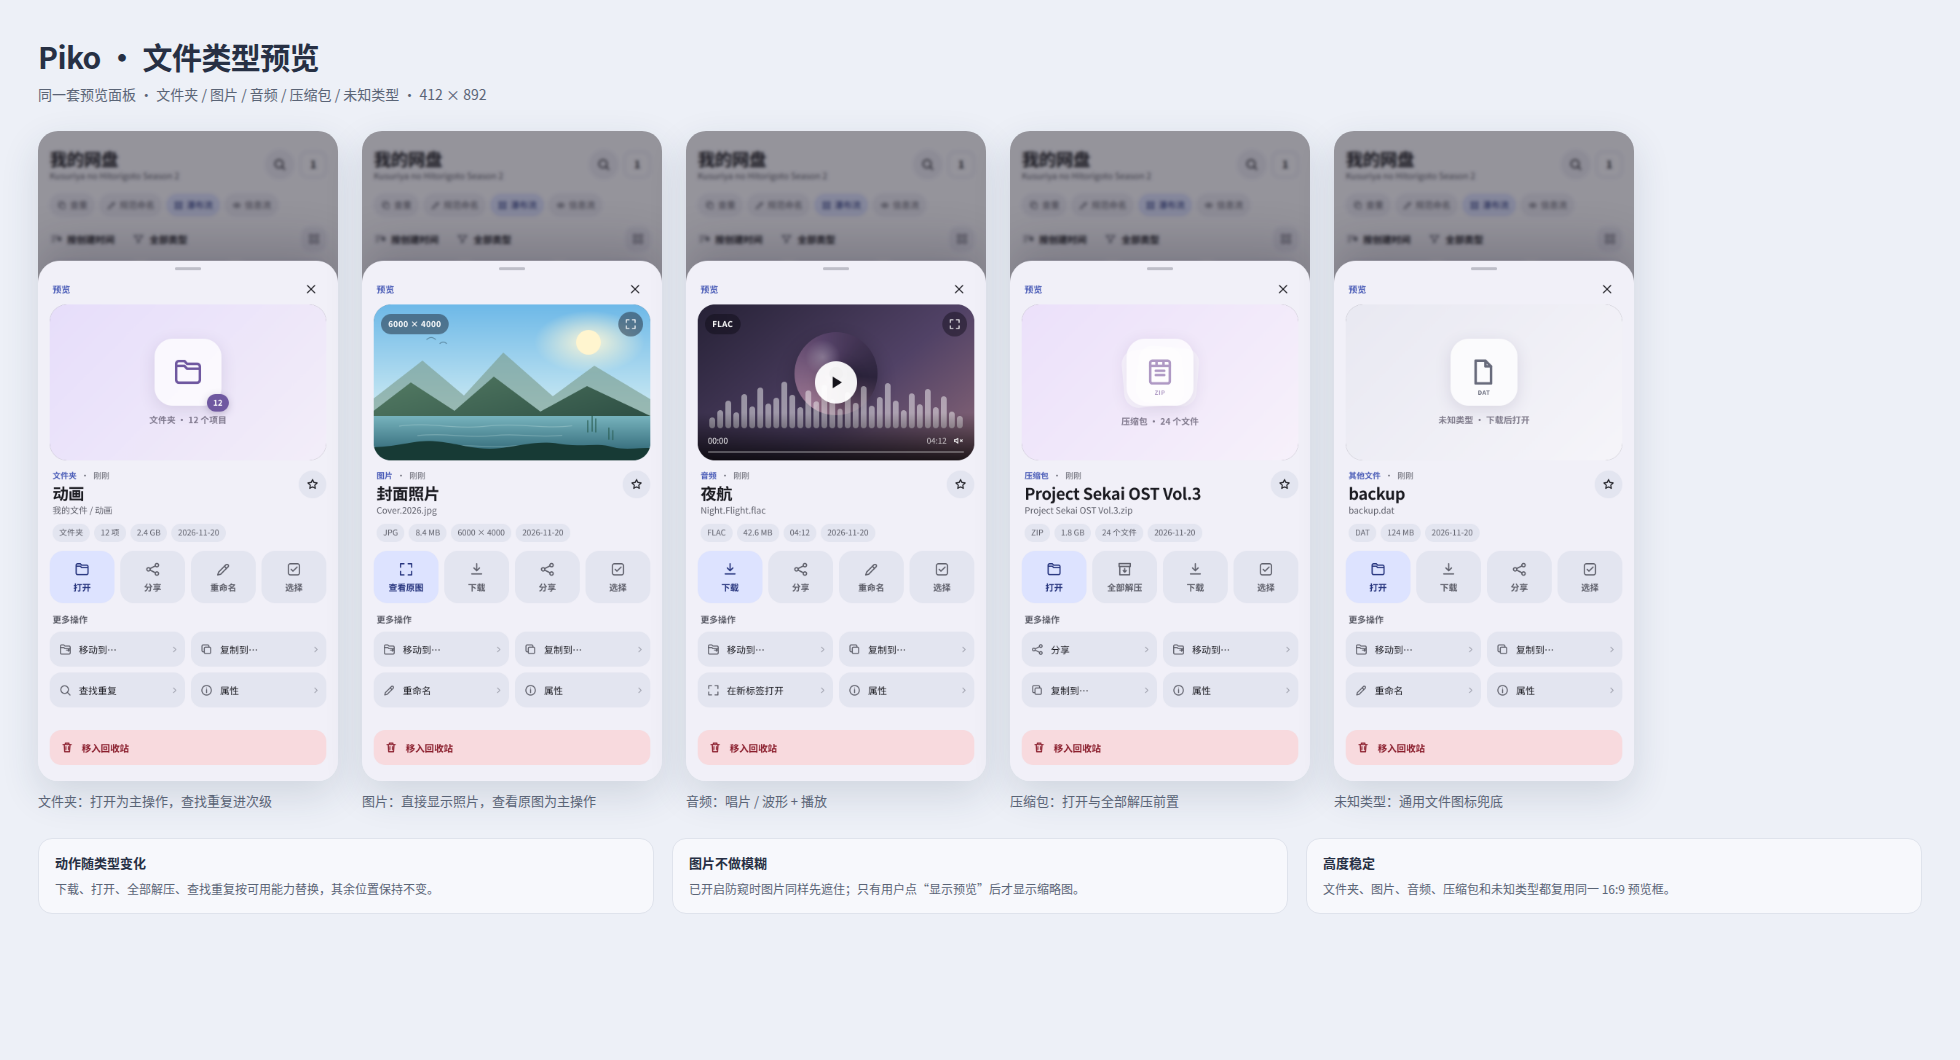 Piko · 文件类型预览
同一套预览面板 · 文件夹 / 图片 / 音频 / 压缩包 / 未知类型 · 412 × 892
我的网盘
1
预览
12
文件夹 · 12 个项目
文件夹 · 刚刚
动画
我的文件 / 动画
文件夹 12 项 2.4 GB 2026-11-20
打开 分享 重命名 选择
更多操作
移动到··· 复制到···
查找重复 属性
移入回收站
文件夹：打开为主操作，查找重复进次级
我的网盘
1
预览
6000 × 4000
图片 · 刚刚
封面照片
Cover.2026.jpg
JPG 8.4 MB 6000 × 4000 2026-11-20
查看原图 下载 分享 选择
更多操作
移动到··· 复制到···
重命名 属性
移入回收站
图片：直接显示照片，查看原图为主操作
我的网盘
1
预览
FLAC
00:00 04:12
音频 · 刚刚
夜航
Night.Flight.flac
FLAC 42.6 MB 04:12 2026-11-20
下载 分享 重命名 选择
更多操作
移动到··· 复制到···
在新标签打开 属性
移入回收站
音频：唱片 / 波形 + 播放
我的网盘
1
预览
ZIP
压缩包 · 24 个文件
压缩包 · 刚刚
Project Sekai OST Vol.3
Project Sekai OST Vol.3.zip
ZIP 1.8 GB 24 个文件 2026-11-20
打开 全部解压 下载 选择
更多操作
分享 移动到···
复制到··· 属性
移入回收站
压缩包：打开与全部解压前置
我的网盘
1
预览
DAT
未知类型 · 下载后打开
其他文件 · 刚刚
backup
backup.dat
DAT 124 MB 2026-11-20
打开 下载 分享 选择
更多操作
移动到··· 复制到···
重命名 属性
移入回收站
未知类型：通用文件图标兜底
动作随类型变化
下载、打开、全部解压、查找重复按可用能力替换，其余位置保持不变。
图片不做模糊
已开启防窥时图片同样先遮住；只有用户点“显示预览”后才显示缩略图。
高度稳定
文件夹、图片、音频、压缩包和未知类型都复用同一 16:9 预览框。